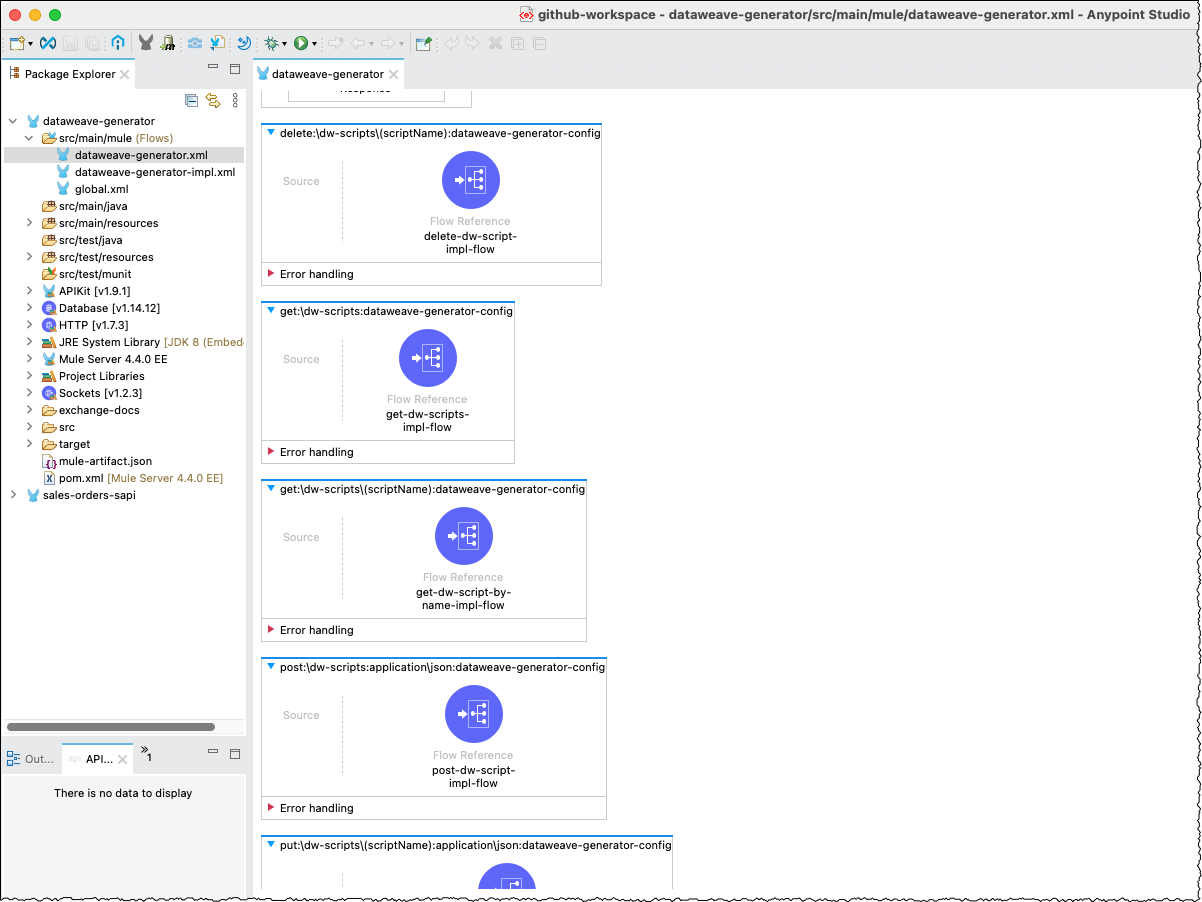 github-workspace - dataweave-generator/src/main/mule/dataweave-generator.xml - Anypoint Studio
Package Explorer
dataweave-generator
src/main/mule (Flows)
dataweave-generator.xml
dataweave-generator-impl.xml
global.xml
src/main/java
src/main/resources
src/test/java
src/test/resources
src/test/munit
APIKit [v1.9.1]
Database [v1.14.12]
HTTP [v1.7.3]
JRE System Library [JDK 8 (Embed
Mule Server 4.4.0 EE
Project Libraries
Sockets [v1.2.3]
exchange-docs
src
target
mule-artifact.json
pom.xml [Mule Server 4.4.0 EE]
sales-orders-sapi
Out...
api API...
»1
There is no data to display
dataweave-generator
Response
delete:\dw-scripts\(scriptName):dataweave-generator-config
Source
Flow Reference
delete-dw-script-
impl-flow
Error handling
get:\dw-scripts:dataweave-generator-config
Source
Flow Reference
get-dw-scripts-
impl-flow
Error handling
get:\dw-scripts\(scriptName):dataweave-generator-config
Source
Flow Reference
get-dw-script-by-
name-impl-flow
Error handling
post:\dw-scripts:application\json:dataweave-generator-config
Source
Flow Reference
post-dw-script-
impl-flow
Error handling
put:\dw-scripts\(scriptName):application\json:dataweave-generator-config